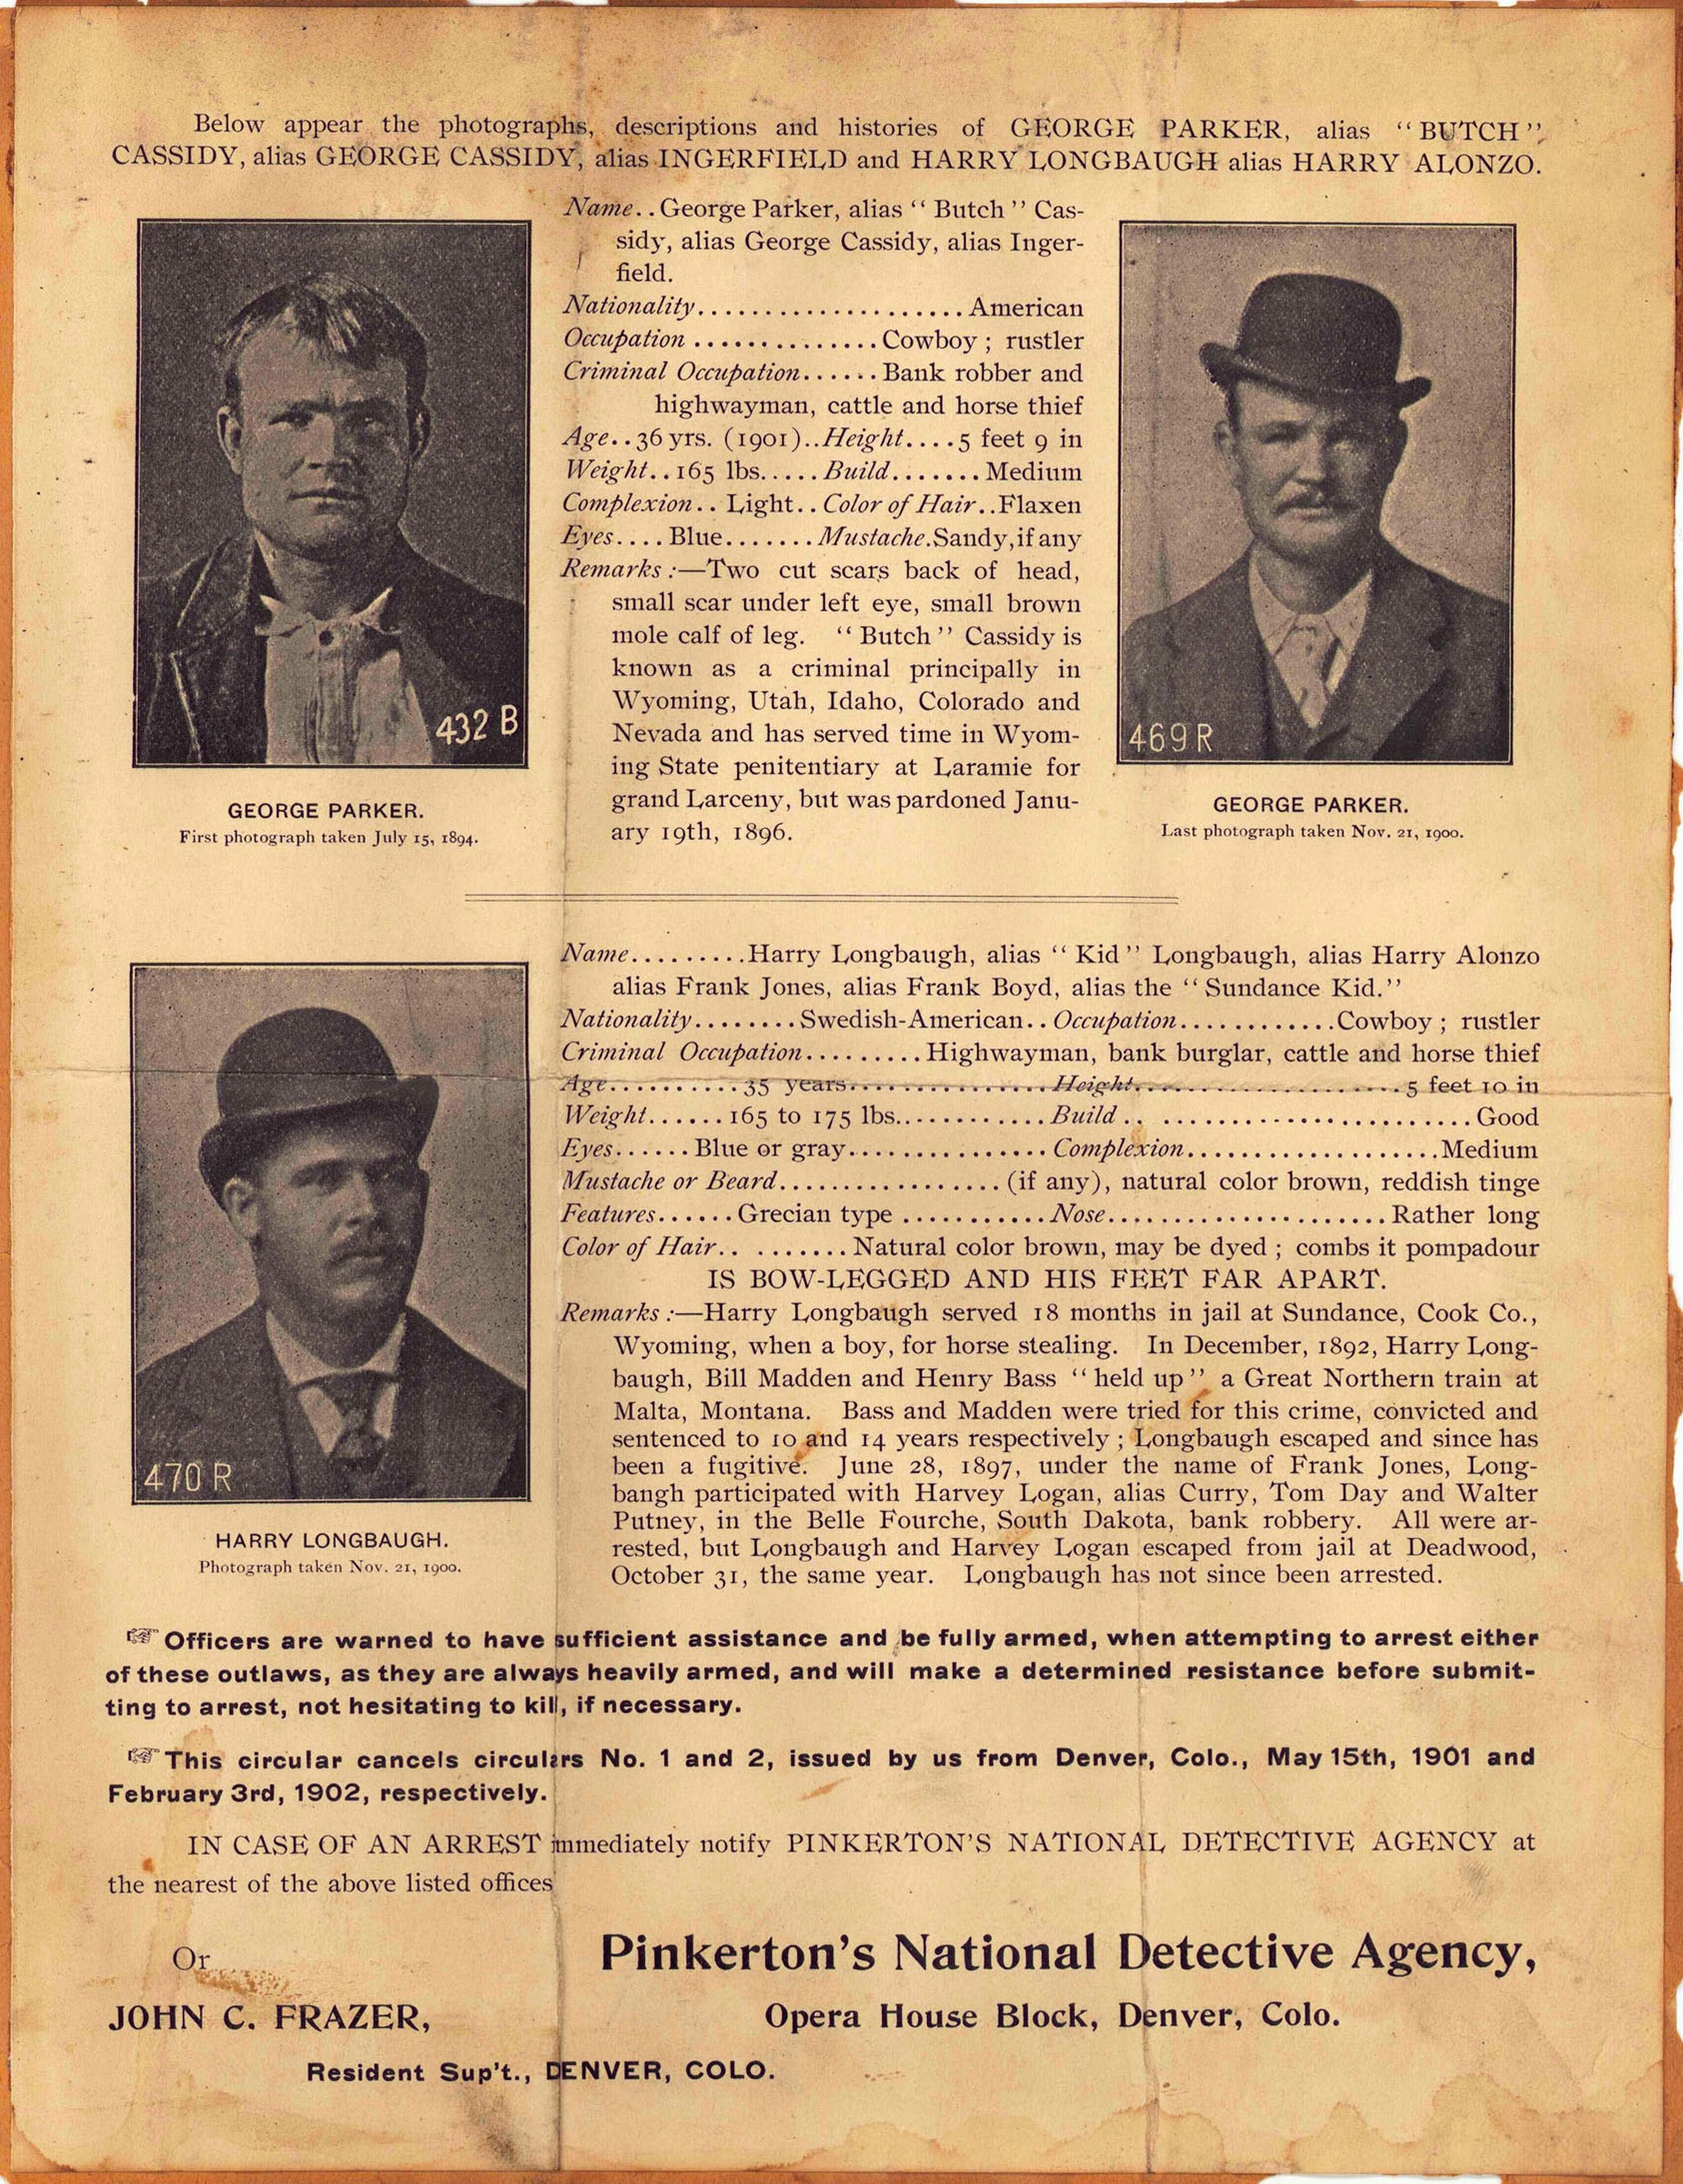 Below appear the photographs, descriptions and histories of GEORGE PARKER, alias “BUTCH”
CASSIDY, alias GEORGE CASSIDY, alias INGERFIELD and HARRY LONGBAUGH alias HARRY ALONZO.
432 B
GEORGE PARKER.
First photograph taken July 15, 1894.
Name..George Parker, alias “Butch” Cas-
sidy, alias George Cassidy, alias Inger-
field.
Nationality....................American
Occupation..............Cowboy; rustler
Criminal Occupation......Bank robber and
highwayman, cattle and horse thief
Age..36 yrs. (1901)..Height....5 feet 9 in
Weight..165 lbs.....Build.......Medium
Complexion..Light..Color of Hair..Flaxen
Eyes....Blue.......Mustache.Sandy, if any
Remarks:—Two cut scars back of head,
small scar under left eye, small brown
mole calf of leg. “Butch” Cassidy is
known as a criminal principally in
Wyoming, Utah, Idaho, Colorado and
Nevada and has served time in Wyom-
ing State penitentiary at Laramie for
grand Larceny, but was pardoned Janu-
ary 19th, 1896.
469 R
GEORGE PARKER.
Last photograph taken Nov. 21, 1900.
470 R
HARRY LONGBAUGH.
Photograph taken Nov. 21, 1900.
Name.........Harry Longbaugh, alias “Kid” Longbaugh, alias Harry Alonzo
alias Frank Jones, alias Frank Boyd, alias the “Sundance Kid.”
Nationality........Swedish-American..Occupation............Cowboy; rustler
Criminal Occupation.........Highwayman, bank burglar, cattle and horse thief
Age..........35 years...............Height....................5 feet 10 in
Weight......165 to 175 lbs............Build.. .......................Good
Eyes......Blue or gray...............Complexion...................Medium
Mustache or Beard.................(if any), natural color brown, reddish tinge
Features......Grecian type...........Nose.....................Rather long
Color of Hair.. .......Natural color brown, may be dyed; combs it pompadour
IS BOW-LEGGED AND HIS FEET FAR APART.
Remarks:—Harry Longbaugh served 18 months in jail at Sundance, Cook Co.,
Wyoming, when a boy, for horse stealing. In December, 1892, Harry Long-
baugh, Bill Madden and Henry Bass “held up” a Great Northern train at
Malta, Montana. Bass and Madden were tried for this crime, convicted and
sentenced to 10 and 14 years respectively; Longbaugh escaped and since has
been a fugitive. June 28, 1897, under the name of Frank Jones, Long-
bangh participated with Harvey Logan, alias Curry, Tom Day and Walter
Putney, in the Belle Fourche, South Dakota, bank robbery. All were ar-
rested, but Longbaugh and Harvey Logan escaped from jail at Deadwood,
October 31, the same year. Longbaugh has not since been arrested.
☞ Officers are warned to have sufficient assistance and be fully armed, when attempting to arrest either
of these outlaws, as they are always heavily armed, and will make a determined resistance before submit-
ting to arrest, not hesitating to kill, if necessary.
☞ This circular cancels circulars No. 1 and 2, issued by us from Denver, Colo., May 15th, 1901 and
February 3rd, 1902, respectively.
IN CASE OF AN ARREST immediately notify PINKERTON’S NATIONAL DETECTIVE AGENCY at
the nearest of the above listed offices
Or
Pinkerton’s National Detective Agency,
JOHN C. FRAZER,
Opera House Block, Denver, Colo.
Resident Sup’t., DENVER, COLO.